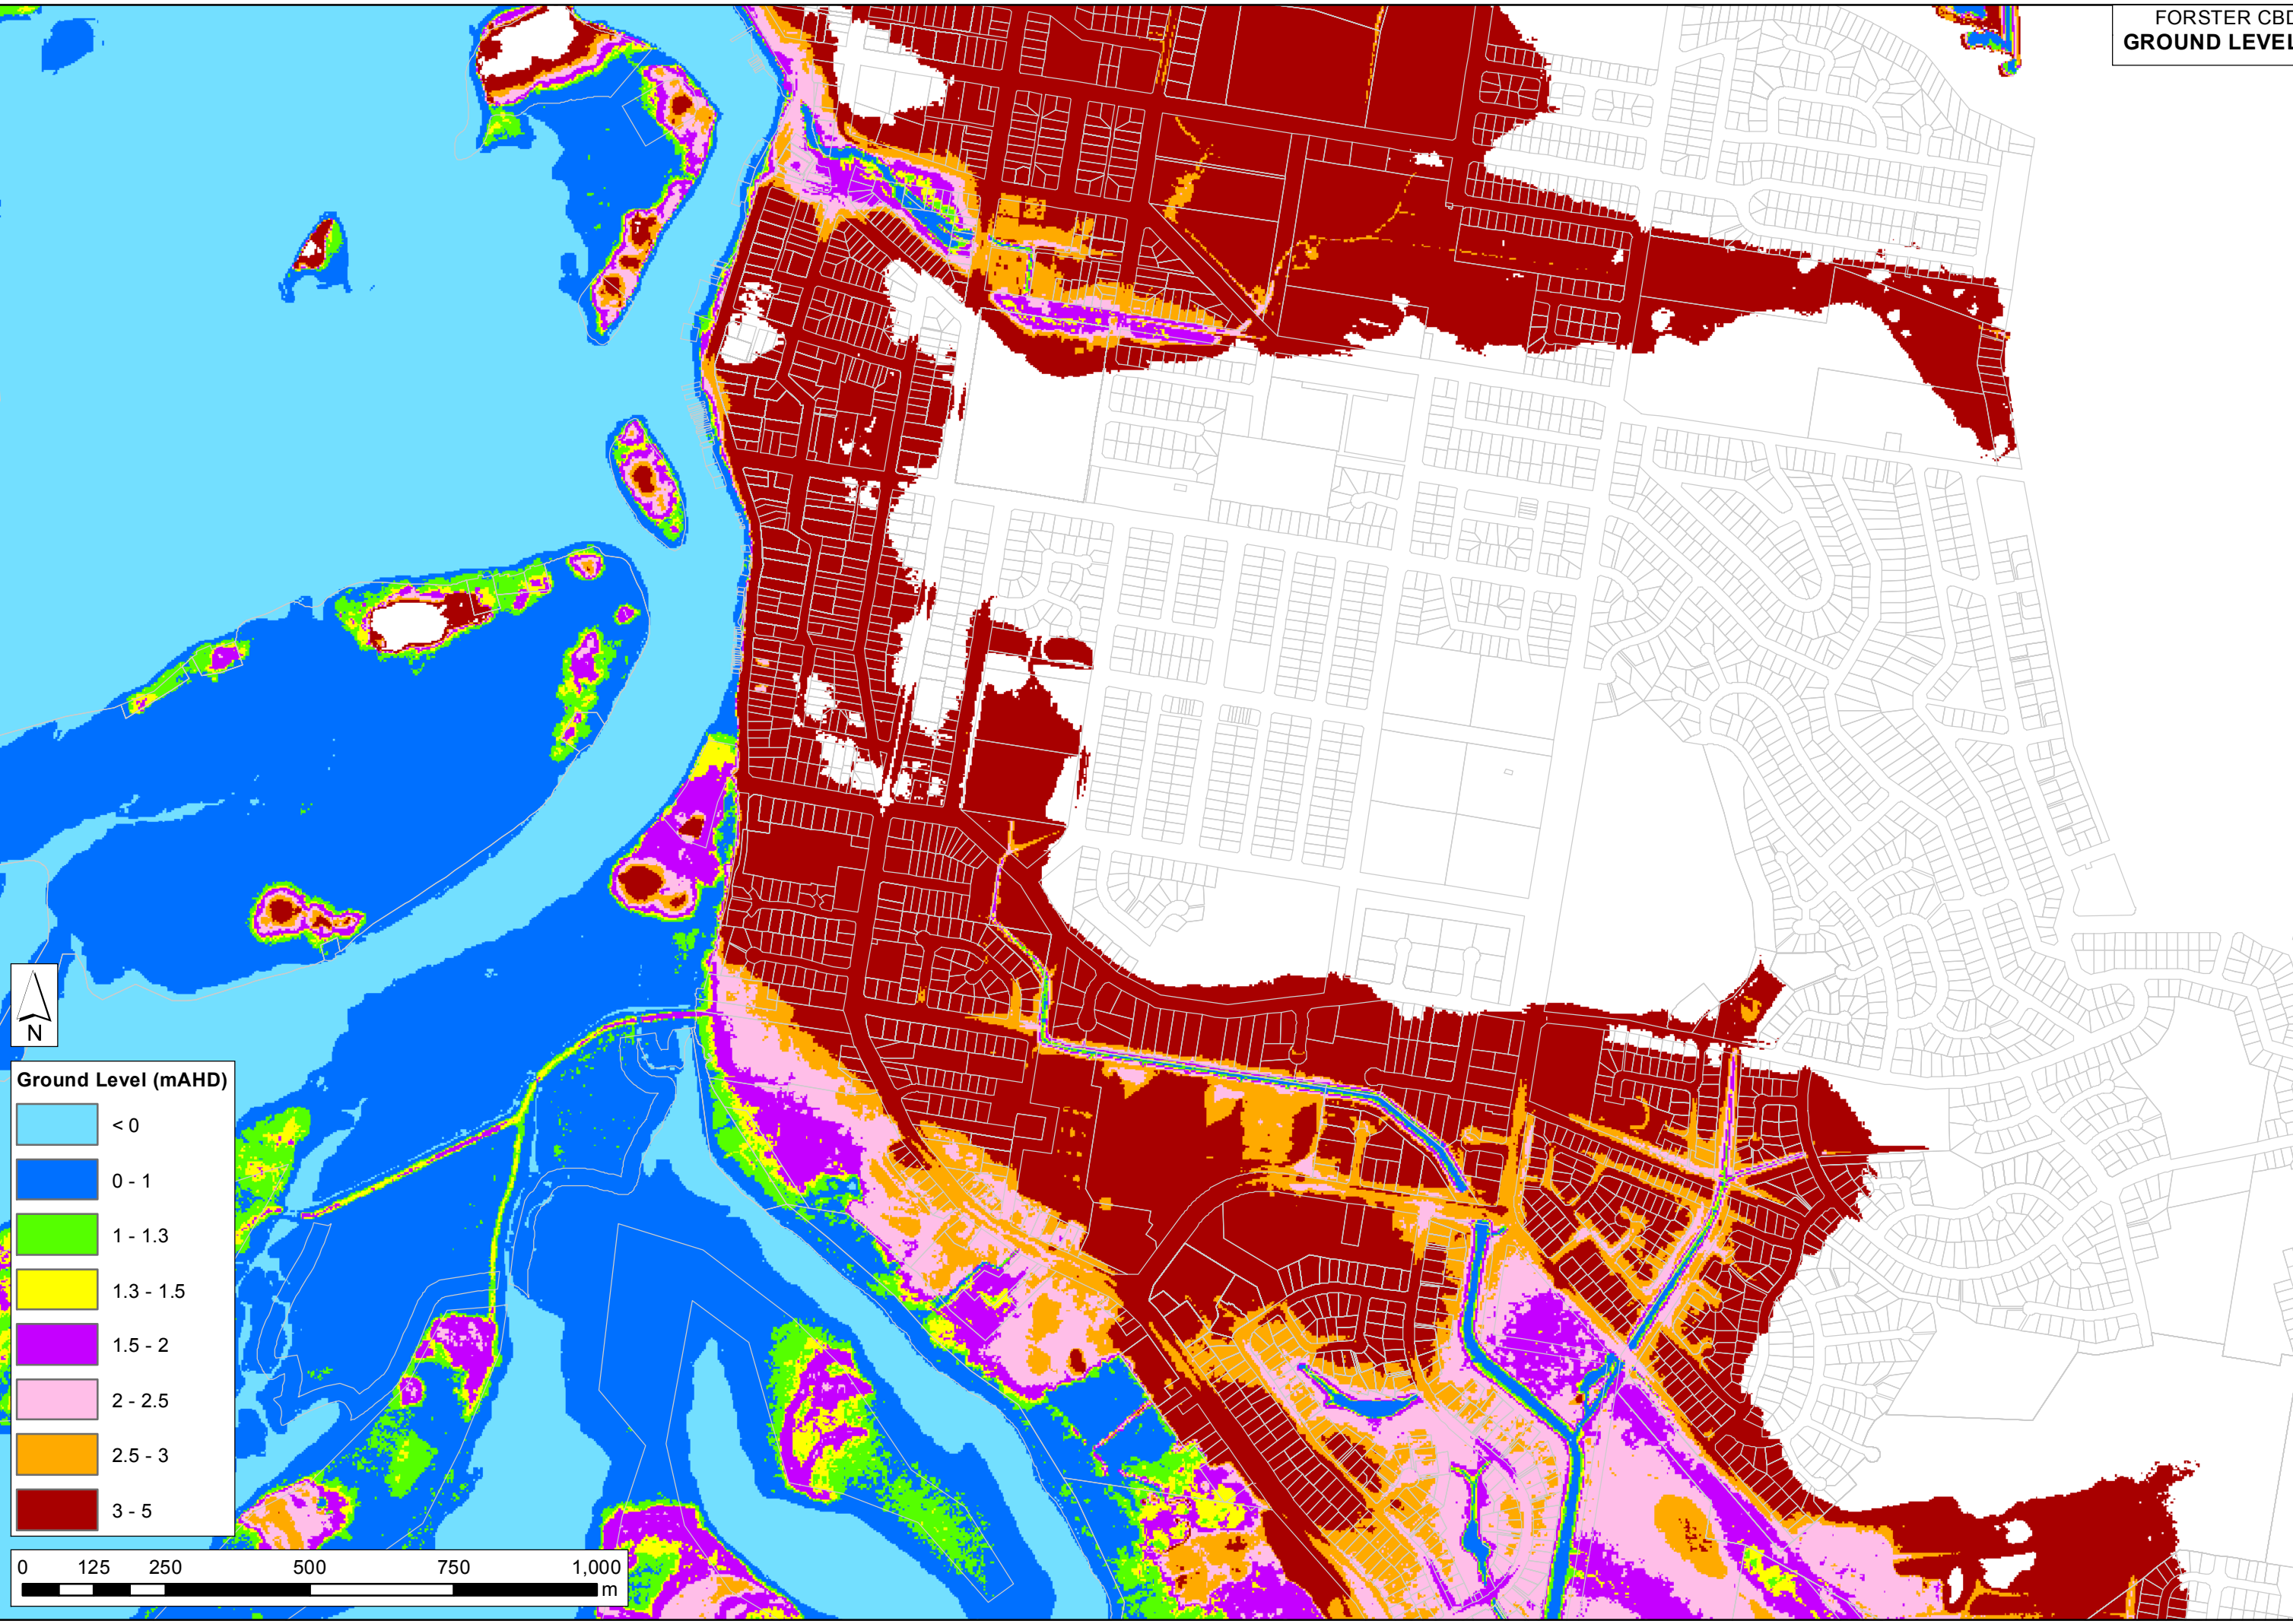 FORSTER CBD
GROUND LEVEL
N
Ground Level (mAHD)
< 0
0 - 1
1 - 1.3
1.3 - 1.5
1.5 - 2
2 - 2.5
2.5 - 3
3 - 5
0 125 250 500 750 1,000
m